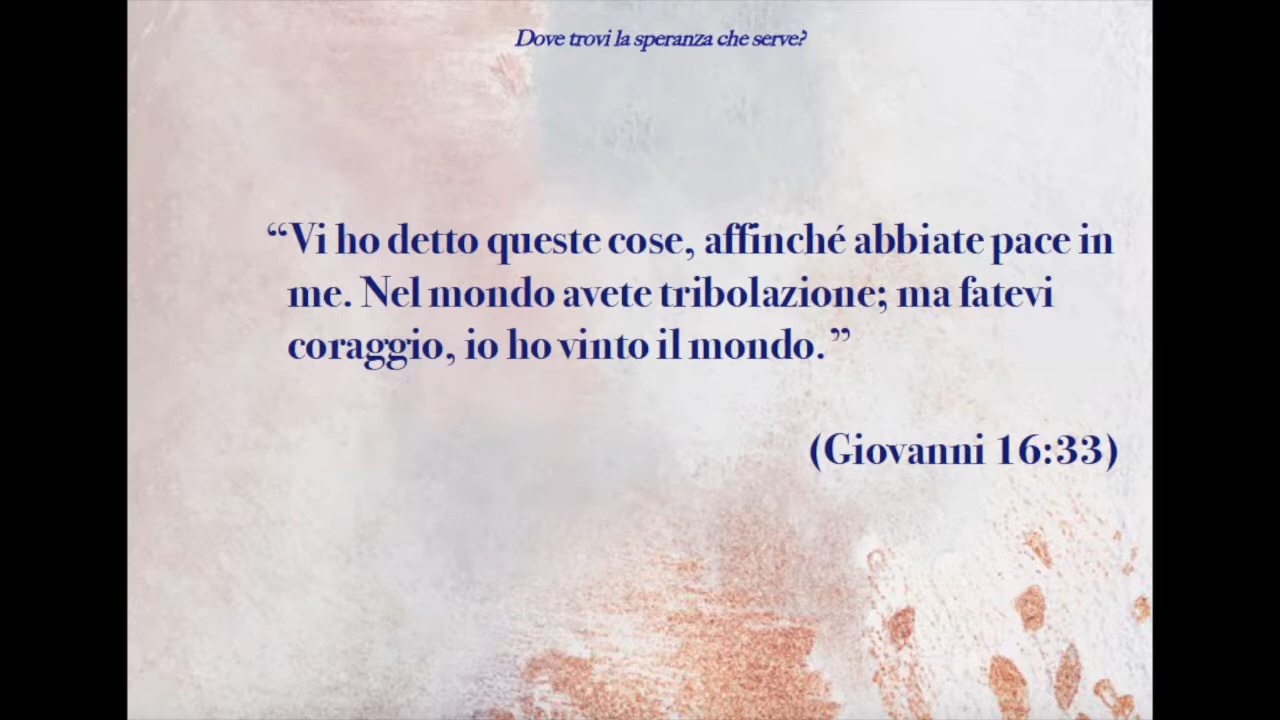 Dove trovi la speranza che serve?
“Vi ho detto queste cose, affinché abbiate pace in
me. Nel mondo avete tribolazione; ma fatevi
coraggio, io ho vinto il mondo.”
(Giovanni 16:33)